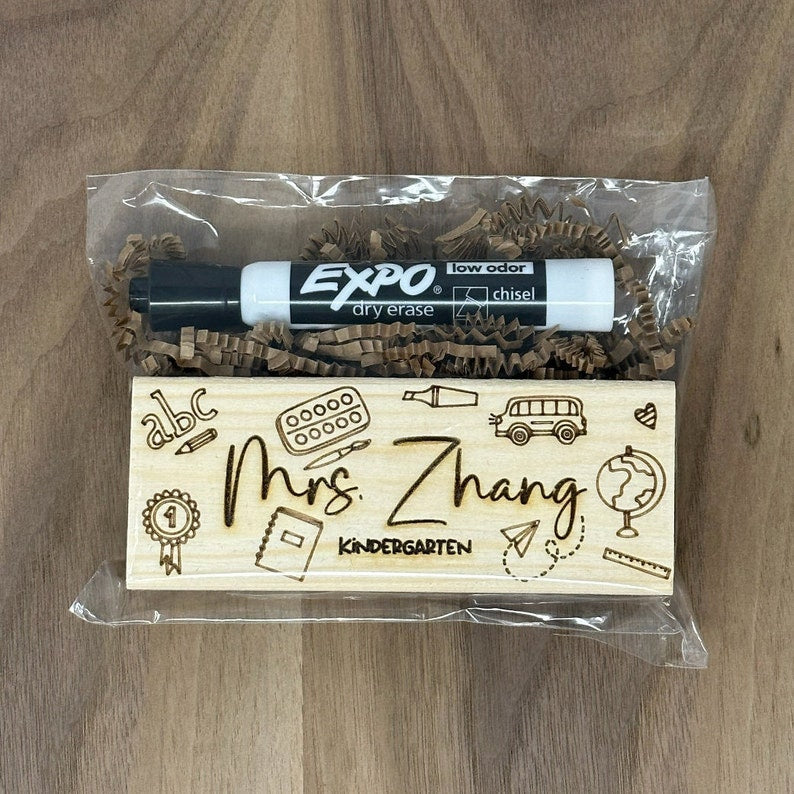 EXPO®
low odor
dry erase
chisel
abc
Mrs. Zhang
1
KINDERGARTEN